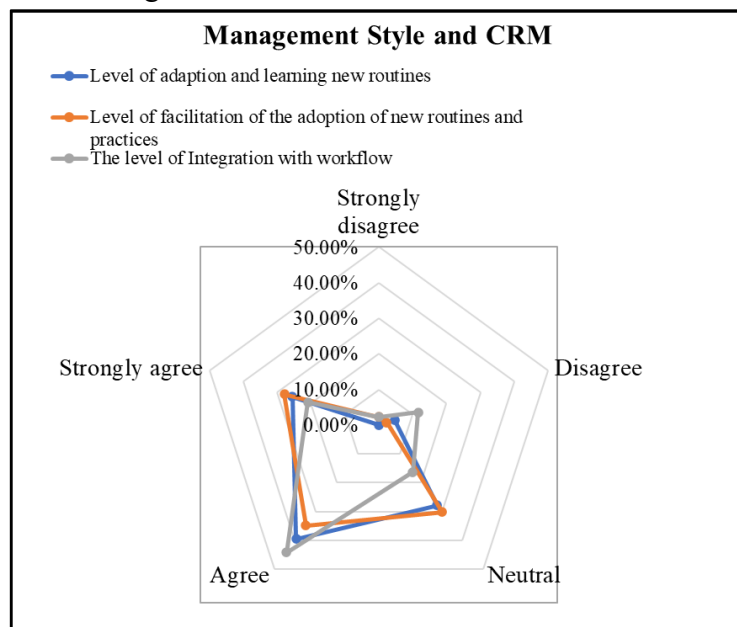 Management Style and CRM
Level of adaption and learning new routines
Level of facilitation of the adoption of new routines and
practices
The level of Integration with workflow
Strongly
disagree
50.00%
40.00%
30.00%
20.00%
10.00%
0.00%
Strongly agree
Disagree
Agree
Neutral